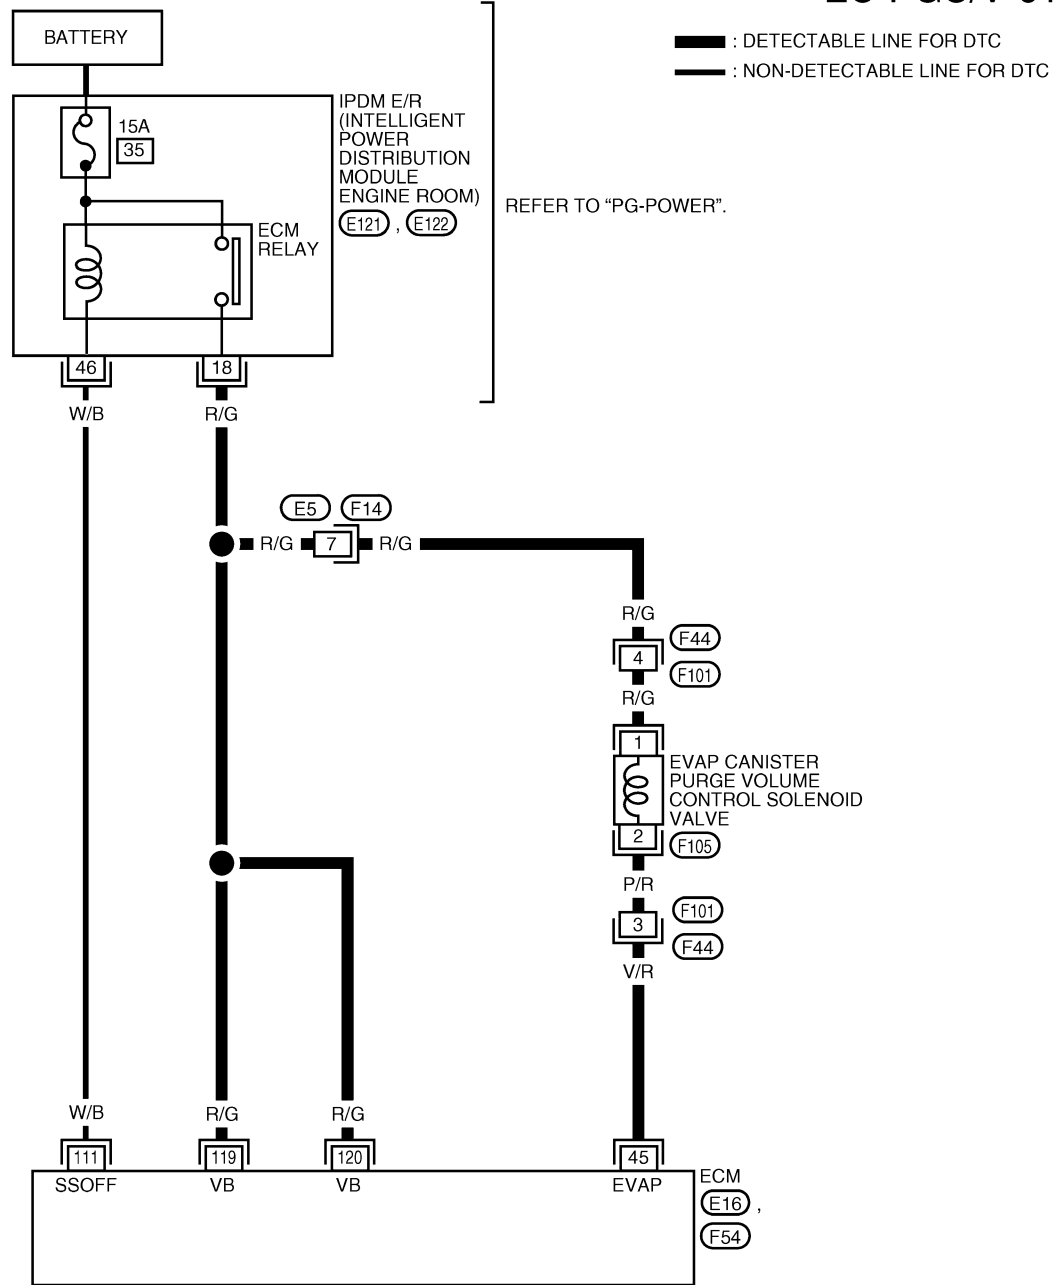 BATTERY
: DETECTABLE LINE FOR DTC
: NON-DETECTABLE LINE FOR DTC
15A
35
IPDM E/R
(INTELLIGENT
POWER
DISTRIBUTION
MODULE
ENGINE ROOM)
E121 , E122
REFER TO “PG-POWER”.
ECM
RELAY
46
18
W/B
R/G
E5
F14
R/G
7
R/G
R/G
4
F44
F101
R/G
1
EVAP CANISTER
PURGE VOLUME
CONTROL SOLENOID
VALVE
2
F105
P/R
3
F101
F44
V/R
W/B
R/G
R/G
111
119
120
45
SSOFF
VB
VB
EVAP
ECM
E16 ,
F54